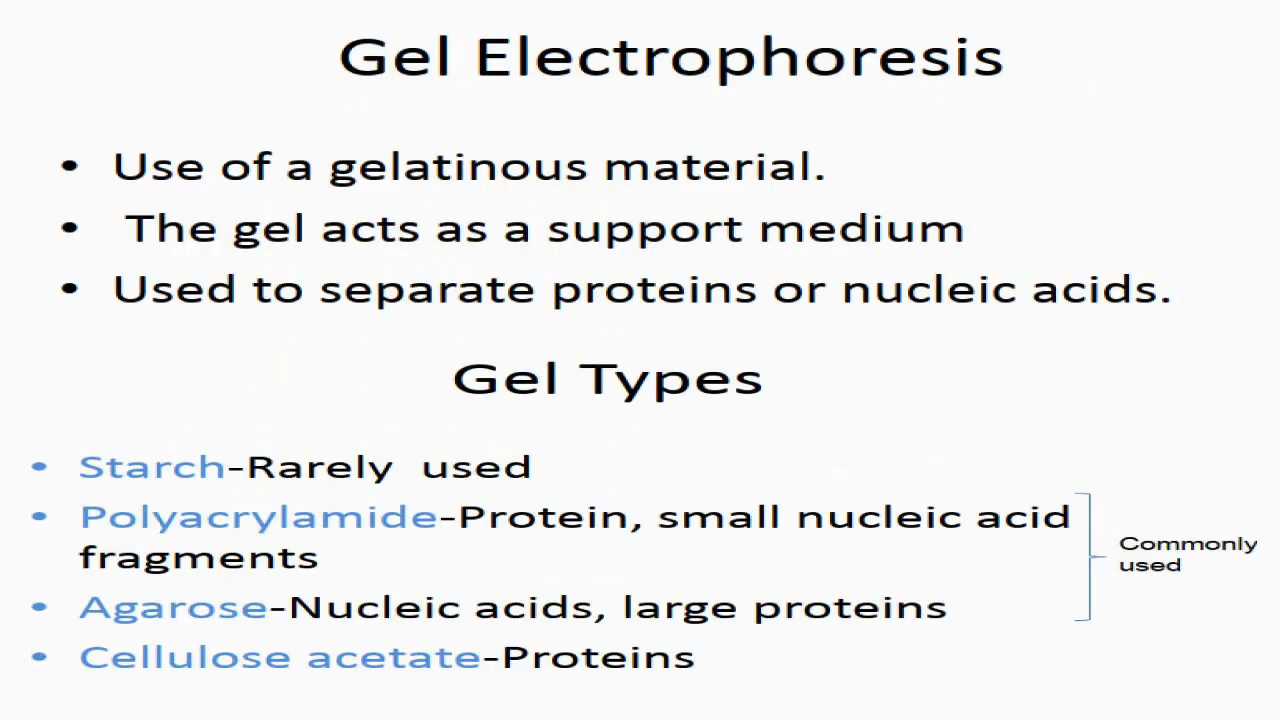 Gel Electrophoresis
• Use of a gelatinous material.
• The gel acts as a support medium
• Used to separate proteins or nucleic acids.
Gel Types
• Starch-Rarely used
• Polyacrylamide-Protein, small nucleic acid
fragments
• Agarose-Nucleic acids, large proteins
• Cellulose acetate-Proteins
Commonly
used